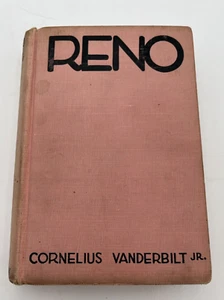 RENO
CORNELIUS VANDERBILT JR.